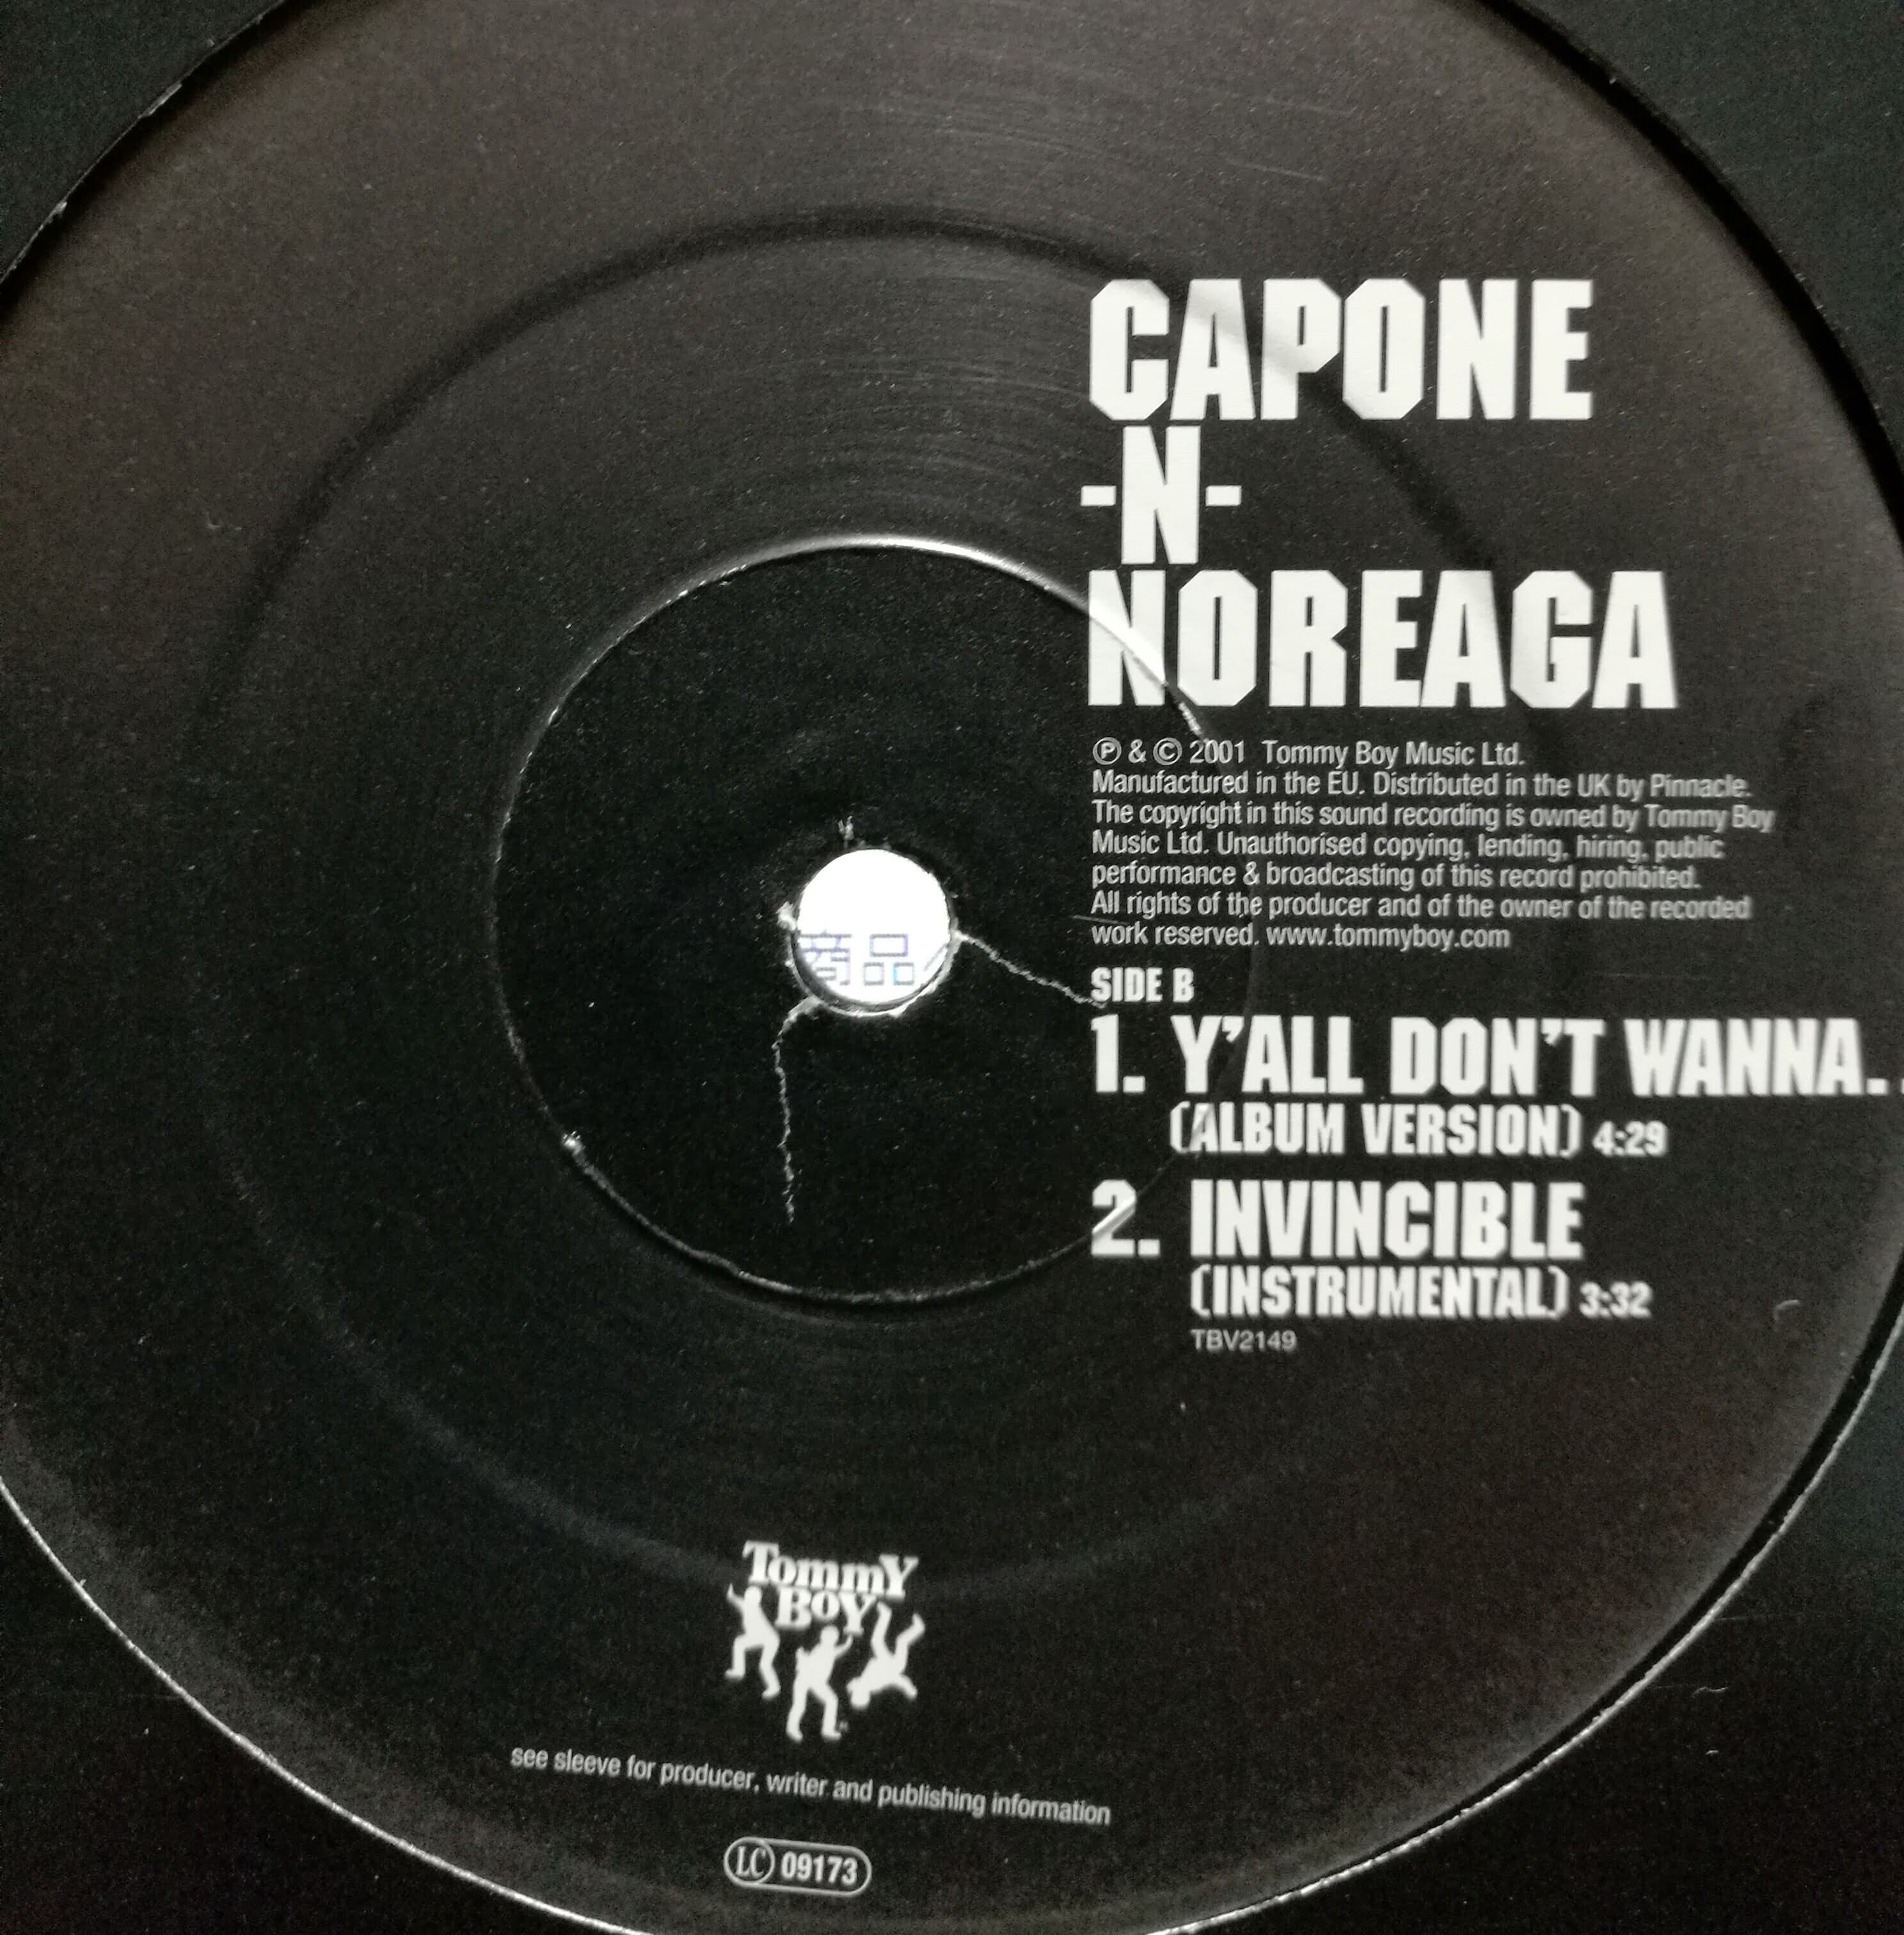 CAPONE
-N-
NOREAGA
Ⓟ & © 2001 Tommy Boy Music Ltd.
Manufactured in the EU. Distributed in the UK by Pinnacle.
The copyright in this sound recording is owned by Tommy Boy
Music Ltd. Unauthorised copying, lending, hiring, public
performance & broadcasting of this record prohibited.
All rights of the producer and of the owner of the recorded
work reserved. www.tommyboy.com
商品
SIDE B
1. Y'ALL DON'T WANNA..
(ALBUM VERSION) 4:29
2. INVINCIBLE
(INSTRUMENTAL) 3:32
TBV2149
TommY
BoY
see sleeve for producer, writer and publishing information
LC 09173